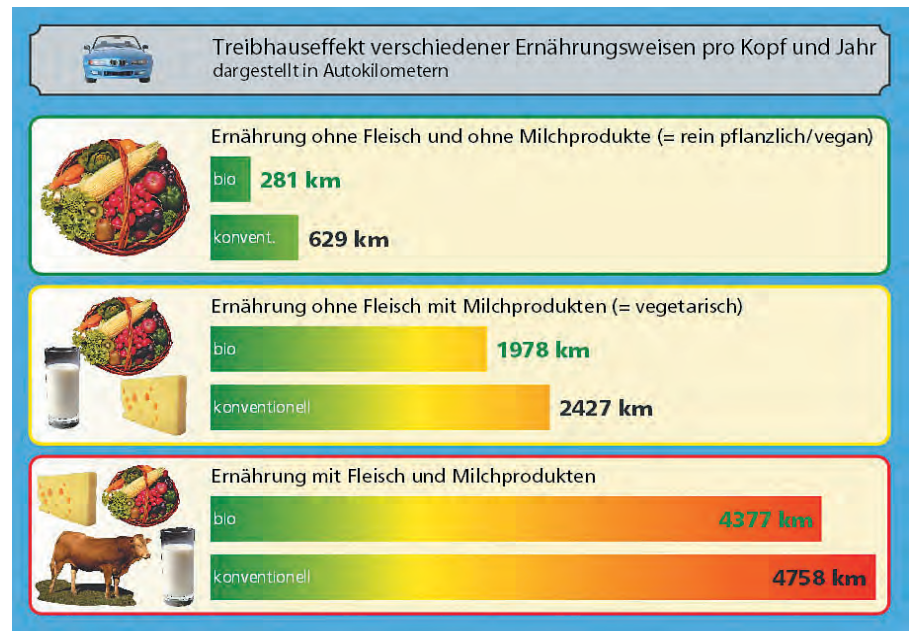 Treibhauseffekt verschiedener Ernährungsweisen pro Kopf und Jahr
dargestellt in Autokilometern
Ernährung ohne Fleisch und ohne Milchprodukte (= rein pflanzlich/vegan)
bio 281 km
konvent. 629 km
Ernährung ohne Fleisch mit Milchprodukten (= vegetarisch)
bio 1978 km
konventionell 2427 km
Ernährung mit Fleisch und Milchprodukten
bio 4377 km
konventionell 4758 km